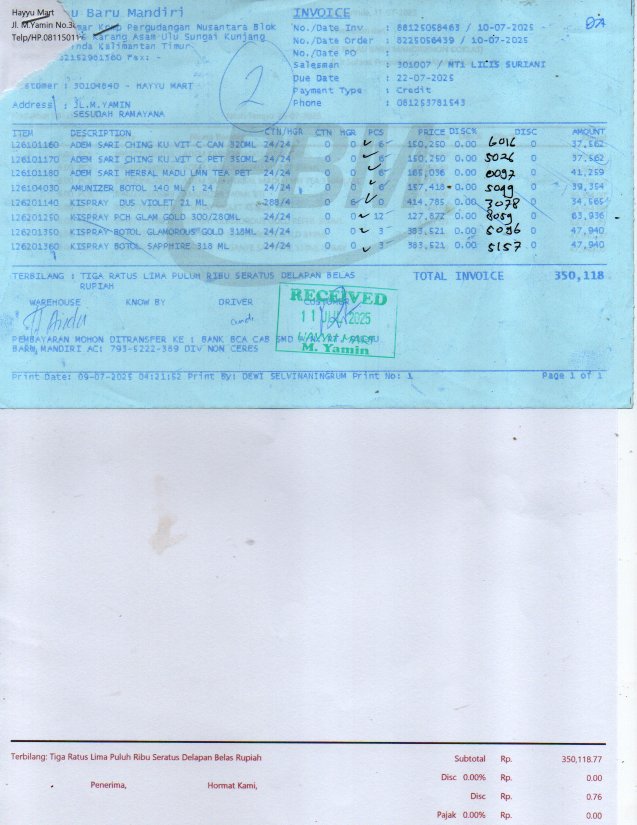 Hayyu Mart
Jl. M.Yamin No.3
Telp/HP.08115011
u Baru Mandiri
Pergudangan Nusantara Blok
Karang Asam Ulu Sungai Kunjang
nda Kalimantan Timur
Fax: -
stomer : 30104840 - HAYYU MART
Address : JL.M.YAMIN
SESUDAH RAMAYANA
2
INVOICE
No./Date Inv : 88125058463 / 10-07-2025
No./Date Order : 8225058439 / 10-07-2025
No./Date PO :
Salesman : 301007 / MT1 LILIS SURIANI
Due Date : 22-07-2025
Payment Type : Credit
Phone : 081253781543
ITEM DESCRIPTION CTN/HGR CTN HGR PCS PRICE DISC% DISC AMOUNT
126101160 ADEM SARI CHING KU VIT C CAN 320ML 24/24 0 0 6 150,250 0.00 6016 0 37,562
126101170 ADEM SARI CHING KU VIT C PET 350ML 24/24 0 0 6 150,250 0.00 5026 0 37,562
126101180 ADEM SARI HERBAL MADU LMN TEA PET 24/24 0 0 6 165,036 0.00 0097 0 41,259
126104030 AMUNIZER BOTOL 140 ML : 24 24/24 0 0 6 157,418 0.00 5099 0 39,354
126201140 KISPRAY DUS VIOLET 21 ML 288/4 0 6 0 414,785 0.00 3078 0 34,565
126201250 KISPRAY PCH GLAM GOLD 300/280ML 24/24 0 0 12 127,872 0.00 8059 0 63,936
126201350 KISPRAY BOTOL GLAMOROUS GOLD 318ML 24/24 0 0 3 383,521 0.00 5096 0 47,940
126201360 KISPRAY BOTOL SAPPHIRE 318 ML 24/24 0 0 3 383,521 0.00 5157 0 47,940
TERBILANG : TIGA RATUS LIMA PULUH RIBU SERATUS DELAPAN BELAS
RUPIAH
TOTAL INVOICE 350,118
WAREHOUSE KNOW BY DRIVER CUSTOMER
RECEIVED
11 JUL 2025
M. Yamin
PEMBAYARAN MOHON DITRANSFER KE : BANK BCA CAB SMD
BARU MANDIRI AC: 793-5222-389 DIV NON CERES
Print Date: 09-07-2025 04:21:52 Print By: DEWI SELVINANINGRUM Print No: 1 Page 1 of 1
Terbilang: Tiga Ratus Lima Puluh Ribu Seratus Delapan Belas Rupiah
Penerima, Hormat Kami,
Subtotal Rp. 350,118.77
Disc 0.00% Rp. 0.00
Disc Rp. 0.76
Pajak 0.00% Rp. 0.00